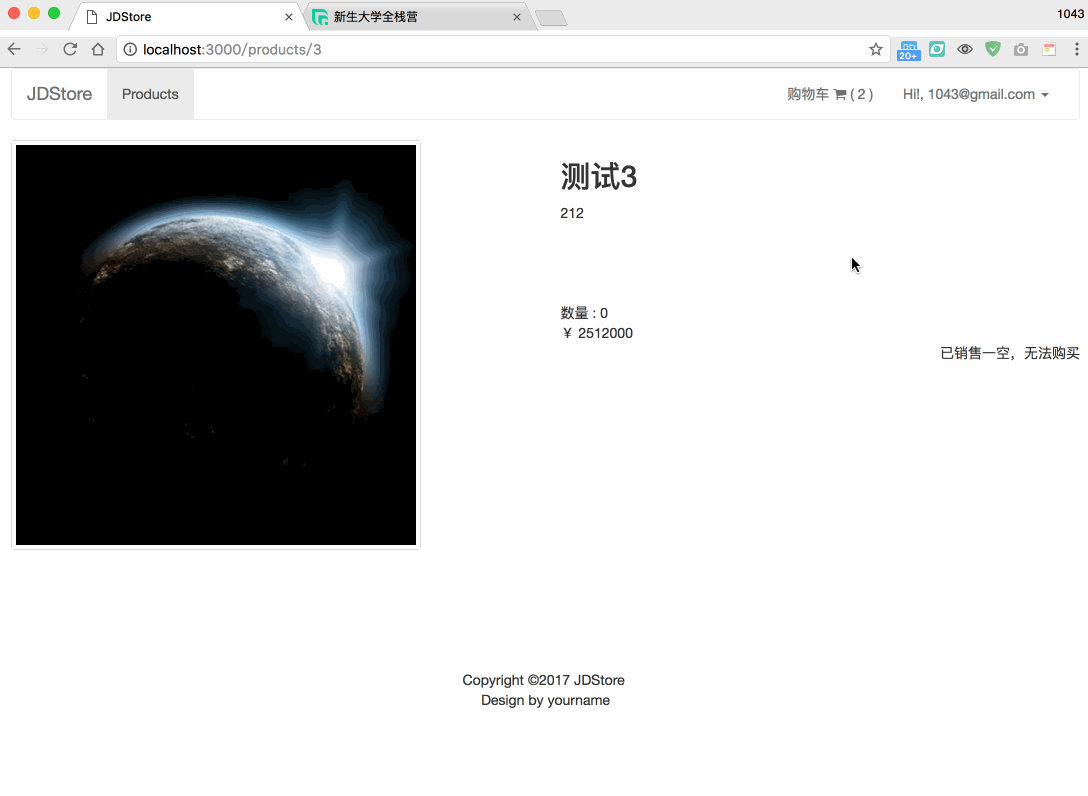 JDStore
新生大学全栈营
1043
localhost:3000/products/3
20+
JDStore
Products
购物车 ( 2 )
Hi!, 1043@gmail.com
测试3
212
数量 : 0
￥ 2512000
已销售一空，无法购买
Copyright ©2017 JDStore
Design by yourname